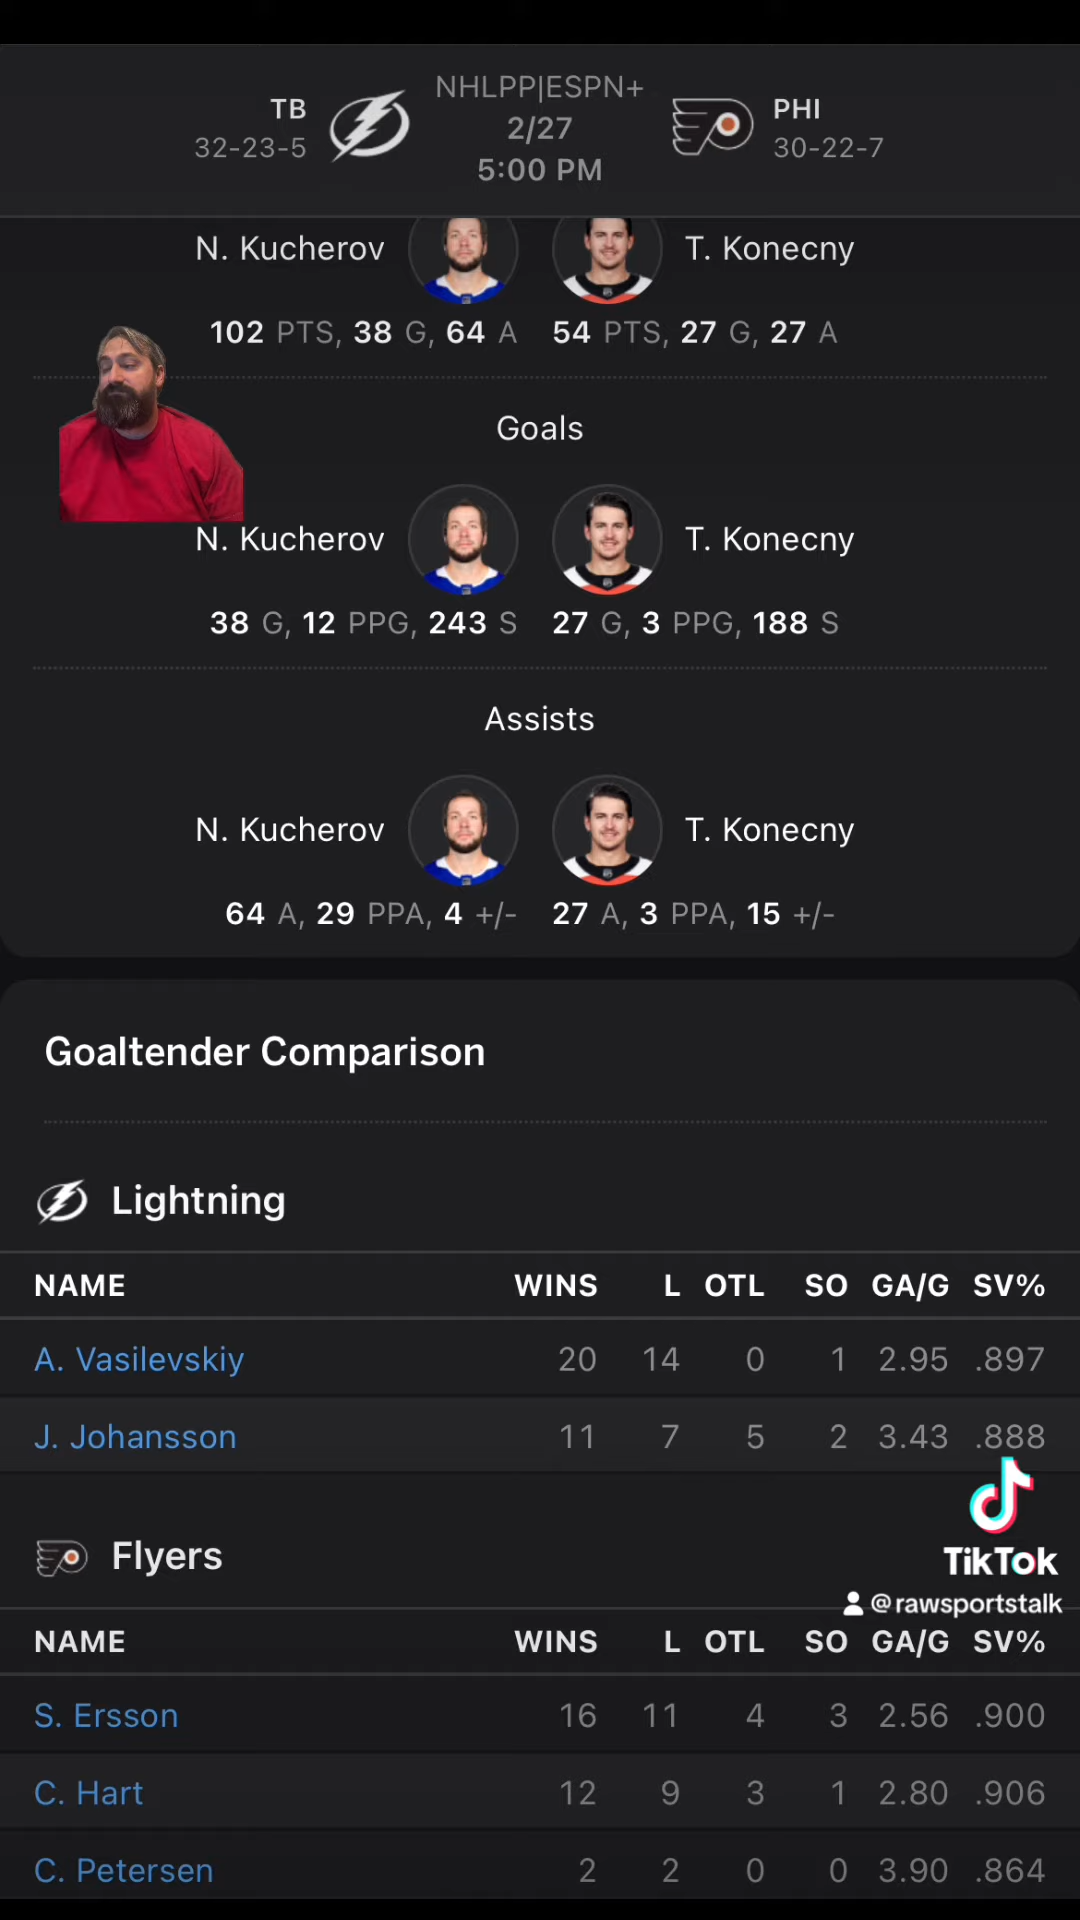 NHLPP|ESPN+
TB
2/27
PHI
32-23-5
5:00 PM
30-22-7
N. Kucherov T. Konecny
102 PTS, 38 G, 64 A 54 PTS, 27 G, 27 A
Goals
N. Kucherov T. Konecny
38 G, 12 PPG, 243 S 27 G, 3 PPG, 188 S
Assists
N. Kucherov T. Konecny
64 A, 29 PPA, 4 +/- 27 A, 3 PPA, 15 +/-
Goaltender Comparison
Lightning
NAME WINS L OTL SO GA/G SV%
A. Vasilevskiy 20 14 0 1 2.95 .897
J. Johansson 11 7 5 2 3.43 .888
Flyers
TikTok
@rawsportstalk
NAME WINS L OTL SO GA/G SV%
S. Ersson 16 11 4 3 2.56 .900
C. Hart 12 9 3 1 2.80 .906
C. Petersen 2 2 0 0 3.90 .864